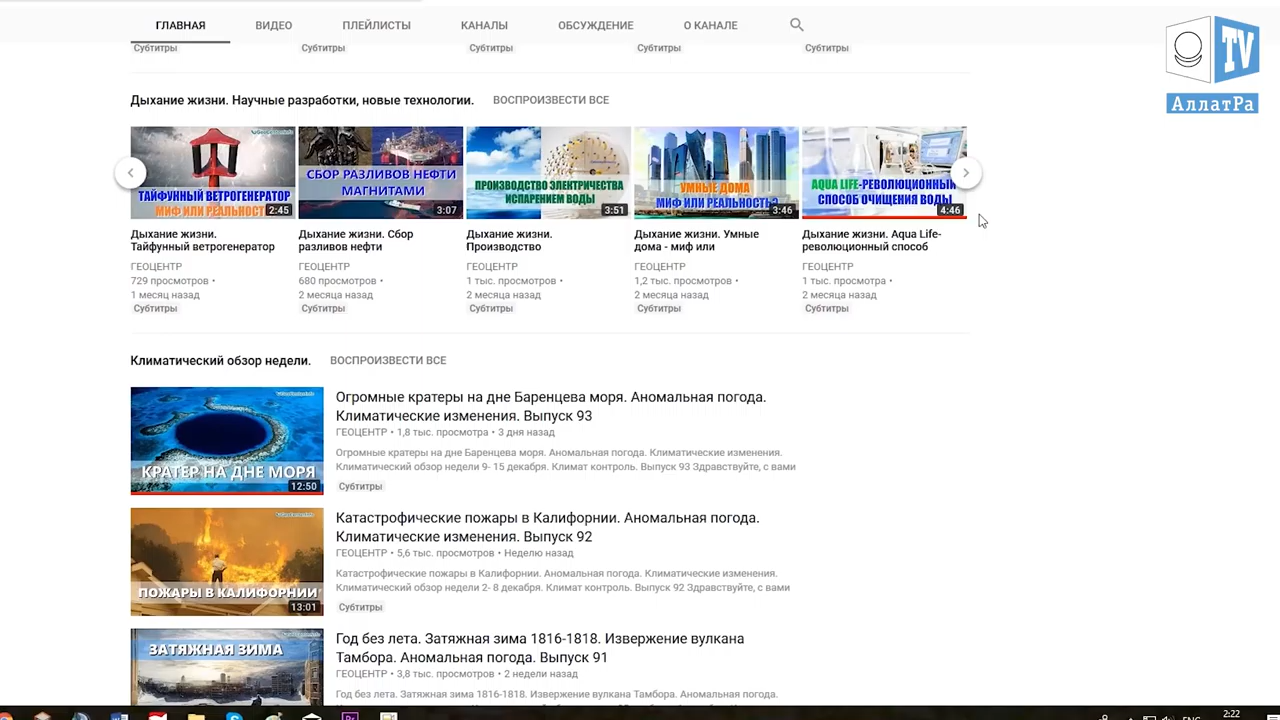 ГЛАВНАЯ ВИДЕО ПЛЕЙЛИСТЫ КАНАЛЫ ОБСУЖДЕНИЕ О КАНАЛЕ
TV
АллатРа
Субтитры Субтитры Субтитры Субтитры Субтитры
Дыхание жизни. Научные разработки, новые технологии. ВОСПРОИЗВЕСТИ ВСЕ
ТАЙФУННЫЙ ВЕТРОГЕНЕРАТОР
МИФ ИЛИ РЕАЛЬНОСТЬ
2:45
СБОР РАЗЛИВОВ НЕФТИ
МАГНИТАМИ
3:07
ПРОИЗВОДСТВО ЭЛЕКТРИЧЕСТВА
ИСПАРЕНИЕМ ВОДЫ
3:51
УМНЫЕ ДОМА
МИФ ИЛИ РЕАЛЬНОСТЬ?
3:46
AQUA LIFE-РЕВОЛЮЦИОННЫЙ
СПОСОБ ОЧИЩЕНИЯ ВОДЫ
4:46
Дыхание жизни.
Тайфунный ветрогенератор
ГЕОЦЕНТР
729 просмотров •
1 месяц назад
Субтитры
Дыхание жизни. Сбор
разливов нефти
ГЕОЦЕНТР
680 просмотров •
2 месяца назад
Субтитры
Дыхание жизни.
Производство
ГЕОЦЕНТР
1 тыс. просмотров •
2 месяца назад
Субтитры
Дыхание жизни. Умные
дома - миф или
ГЕОЦЕНТР
1,2 тыс. просмотров •
2 месяца назад
Субтитры
Дыхание жизни. Aqua Life-
революционный способ
ГЕОЦЕНТР
1 тыс. просмотра •
2 месяца назад
Субтитры
Климатический обзор недели. ВОСПРОИЗВЕСТИ ВСЕ
КРАТЕР НА ДНЕ МОРЯ
12:50
Огромные кратеры на дне Баренцева моря. Аномальная погода.
Климатические изменения. Выпуск 93
ГЕОЦЕНТР • 1,8 тыс. просмотра • 3 дня назад
Огромные кратеры на дне Баренцева моря. Аномальная погода. Климатические изменения.
Климатический обзор недели 9- 15 декабря. Климат контроль. Выпуск 93 Здравствуйте, с вами
Субтитры
ПОЖАРЫ В КАЛИФОРНИИ
13:01
Катастрофические пожары в Калифорнии. Аномальная погода.
Климатические изменения. Выпуск 92
ГЕОЦЕНТР • 5,6 тыс. просмотров • Неделю назад
Катастрофические пожары в Калифорнии. Аномальная погода. Климатические изменения.
Климатический обзор недели 2- 8 декабря. Климат контроль. Выпуск 92 Здравствуйте, с вами
Субтитры
ЗАТЯЖНАЯ ЗИМА
Год без лета. Затяжная зима 1816-1818. Извержение вулкана
Тамбора. Аномальная погода. Выпуск 91
ГЕОЦЕНТР • 3,8 тыс. просмотров • 2 недели назад
Год без лета. Затяжная зима 1816-1818. Извержение вулкана Тамбора. Аномальная погода.
ENG
2:22